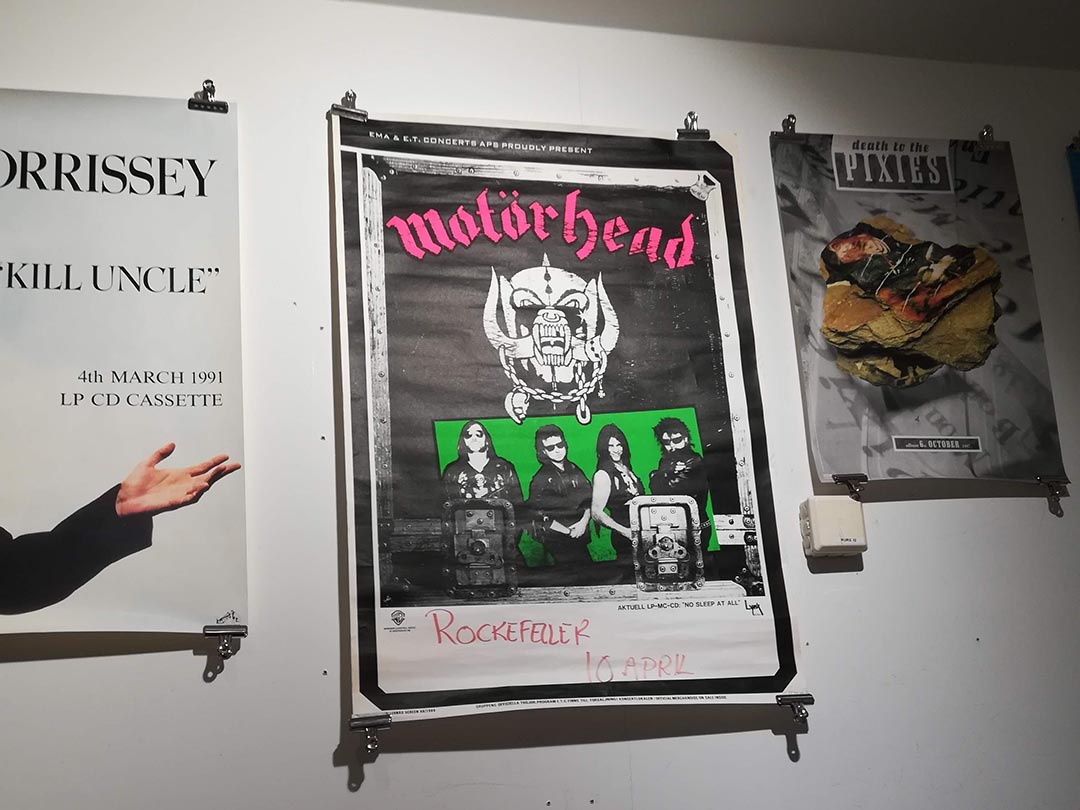 ORRISSEY
"KILL UNCLE"
4th MARCH 1991
LP CD CASSETTE
EMA & E.T. CONCERTS APS PROUDLY PRESENT
motörhead
AKTUELL LP-MC-CD: "NO SLEEP AT ALL"
ROCKEFELLER
10 APRIL
death to the
PIXIES
6. OCTOBER